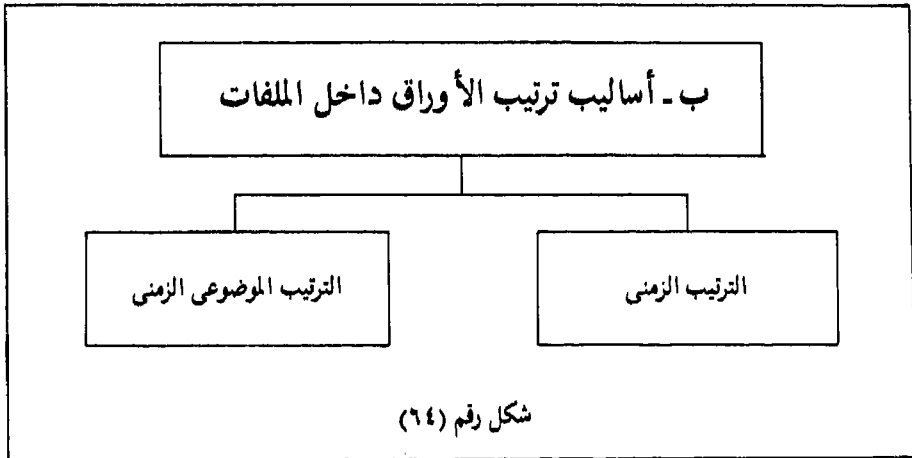 ب ـ أساليب ترتيب الأوراق داخل الملفات
الترتيب الزمنى
الترتيب الموضوعى الزمنى
شكل رقم (٦٤)